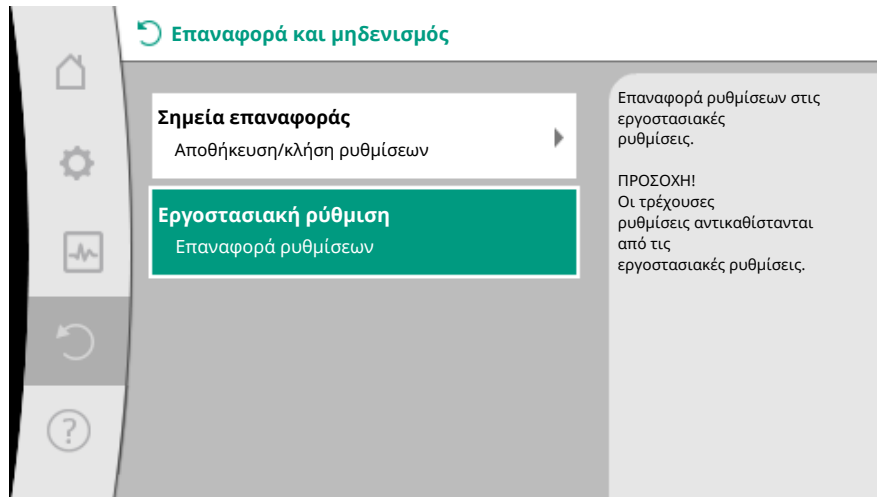 Επαναφορά και μηδενισμός
Σημεία επαναφοράς
Αποθήκευση/κλήση ρυθμίσεων
Εργοστασιακή ρύθμιση
Επαναφορά ρυθμίσεων
Επαναφορά ρυθμίσεων στις
εργοστασιακές
ρυθμίσεις.
ΠΡΟΣΟΧΗ!
Οι τρέχουσες
ρυθμίσεις αντικαθίστανται
από τις
εργοστασιακές ρυθμίσεις.
?